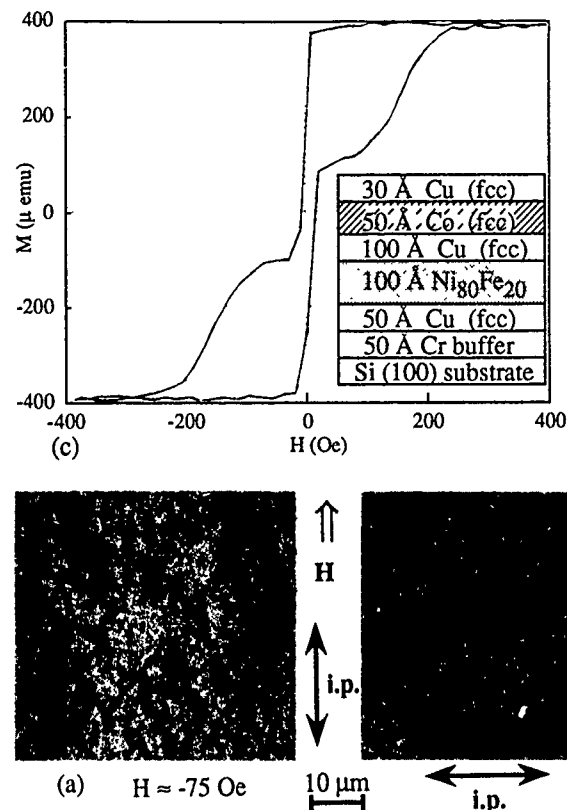 400
200
0
-200
-400
M (μ emu)
-400 -200 0 200 400
H (Oe)
(c)
30 Å Cu (fcc)
50 Å Co (fcc)
100 Å Cu (fcc)
100 Å Ni80Fe20
50 Å Cu (fcc)
50 Å Cr buffer
Si (100) substrate
⇑
H
i.p.
(a) H ≈ -75 Oe
10 μm
i.p.